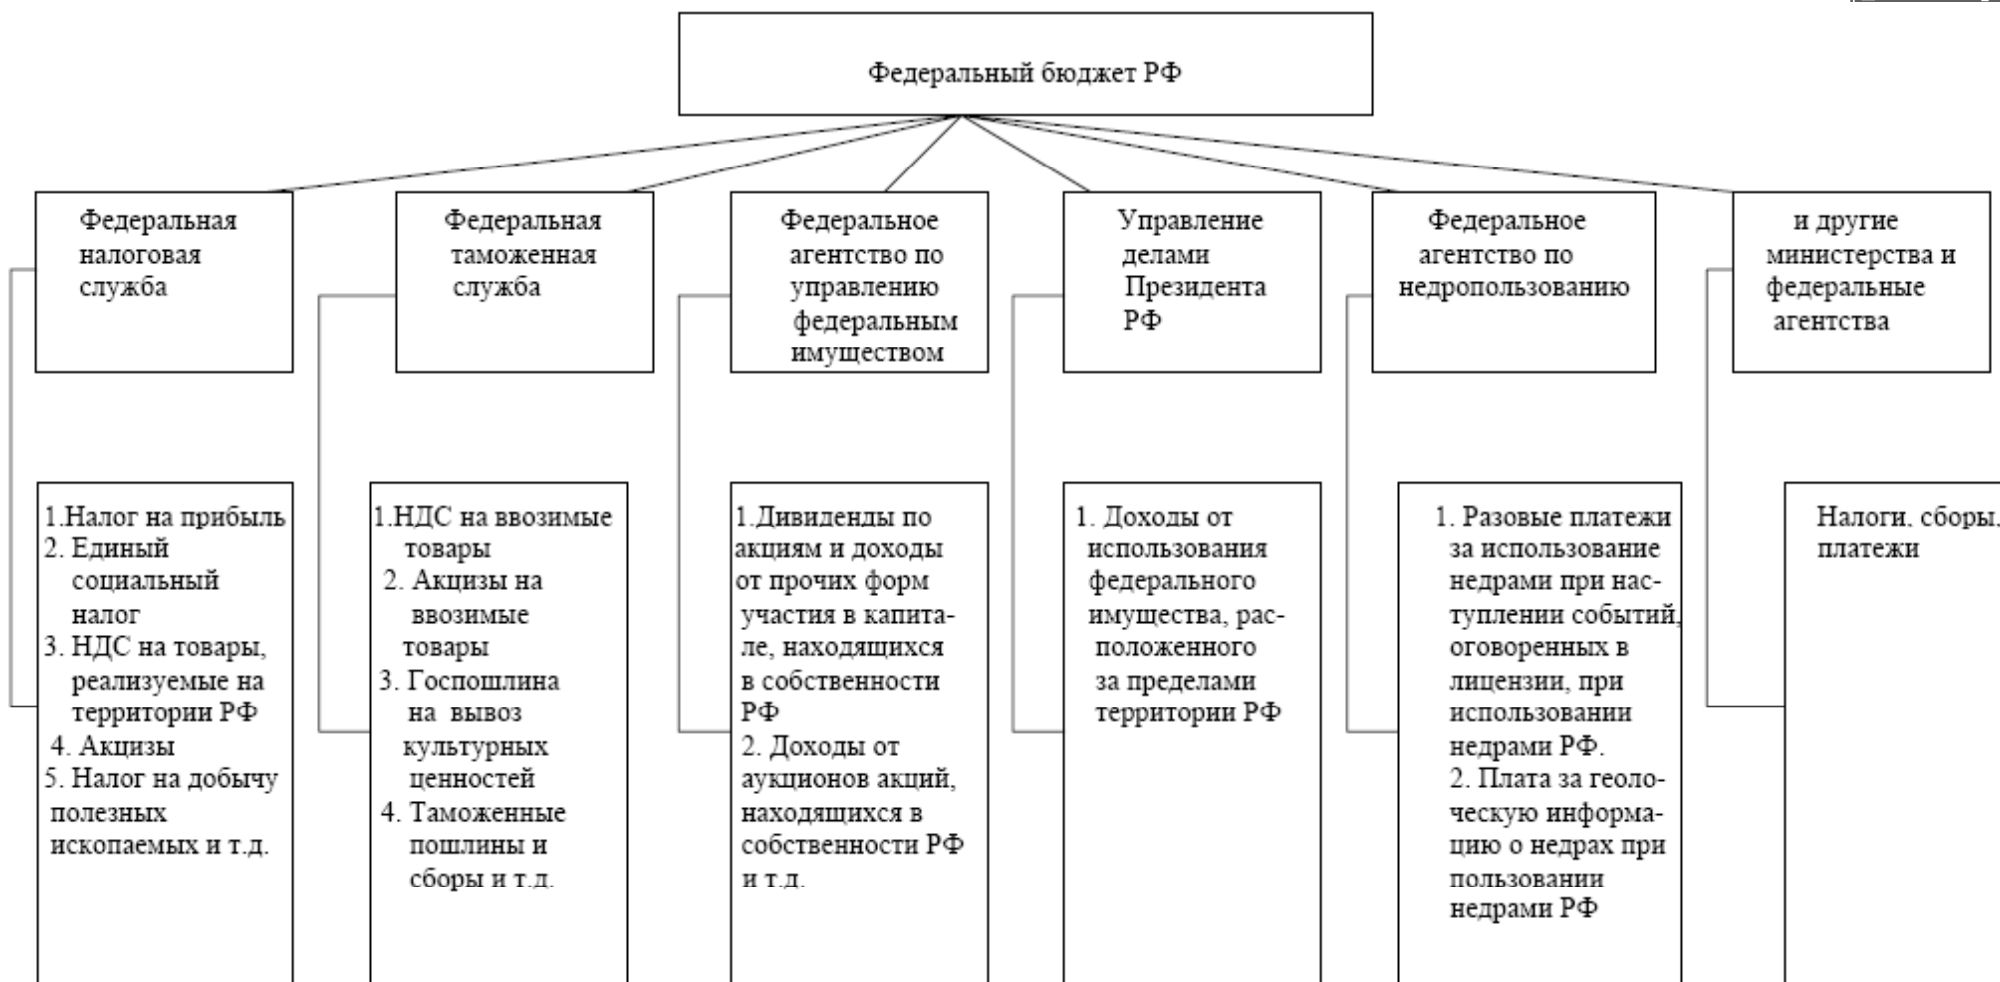 Федеральный бюджет РФ
Федеральная
налоговая
служба
Федеральная
таможенная
служба
Федеральное
агентство по
управлению
федеральным
имуществом
Управление
делами
Президента
РФ
Федеральное
агентство по
недропользованию
и другие
министерства и
федеральные
агентства
1.Налог на прибыль
2. Единый
социальный
налог
3. НДС на товары,
реализуемые на
территории РФ
4. Акцизы
5. Налог на добычу
полезных
ископаемых и т.д.
1.НДС на ввозимые
товары
2. Акцизы на
ввозимые
товары
3. Госпошлина
на вывоз
культурных
ценностей
4. Таможенные
пошлины и
сборы и т.д.
1.Дивиденды по
акциям и доходы
от прочих форм
участия в капита-
ле, находящихся
в собственности
РФ
2. Доходы от
аукционов акций,
находящихся в
собственности РФ
и т.д.
1. Доходы от
использования
федерального
имущества, рас-
положенного
за пределами
территории РФ
1. Разовые платежи
за использование
недрами при нас-
туплении событий,
оговоренных в
лицензии, при
использовании
недрами РФ.
2. Плата за геоло-
ческую информа-
цию о недрах при
пользовании
недрами РФ
Налоги, сборы,
платежи